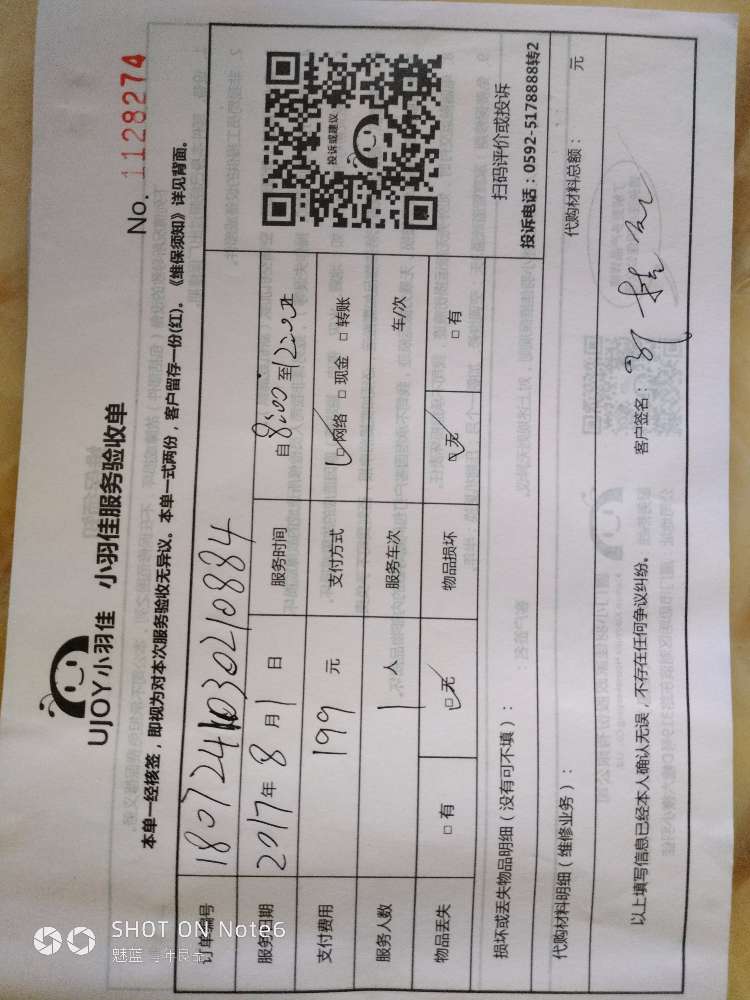 UJOY小羽佳 小羽佳服务验收单
No. 1128274
本单一经核签，即视为对本次服务验收无异议。本单一式两份，客户留存一份(红)。《维保须知》详见背面。
订单编号 180724103021 0884
服务日期 2017年 8 月 1 日 服务时间 自 8:00 至
支付费用 199 元 支付方式 ☑网络 □现金 □转账
服务人数 1 人 服务车次 车/次
物品丢失 □有 ☑无 物品损坏 ☑无 □有
投诉或建议
扫码评价或投诉
投诉电话：0592-5178888转2
损坏或丢失物品明细（没有可不填）：
代购材料明细（维修业务）： 代购材料总额： 元
以上填写信息已经本人确认无误，不存在任何争议纠纷。 客户签名：
SHOT ON Note6
魅蓝